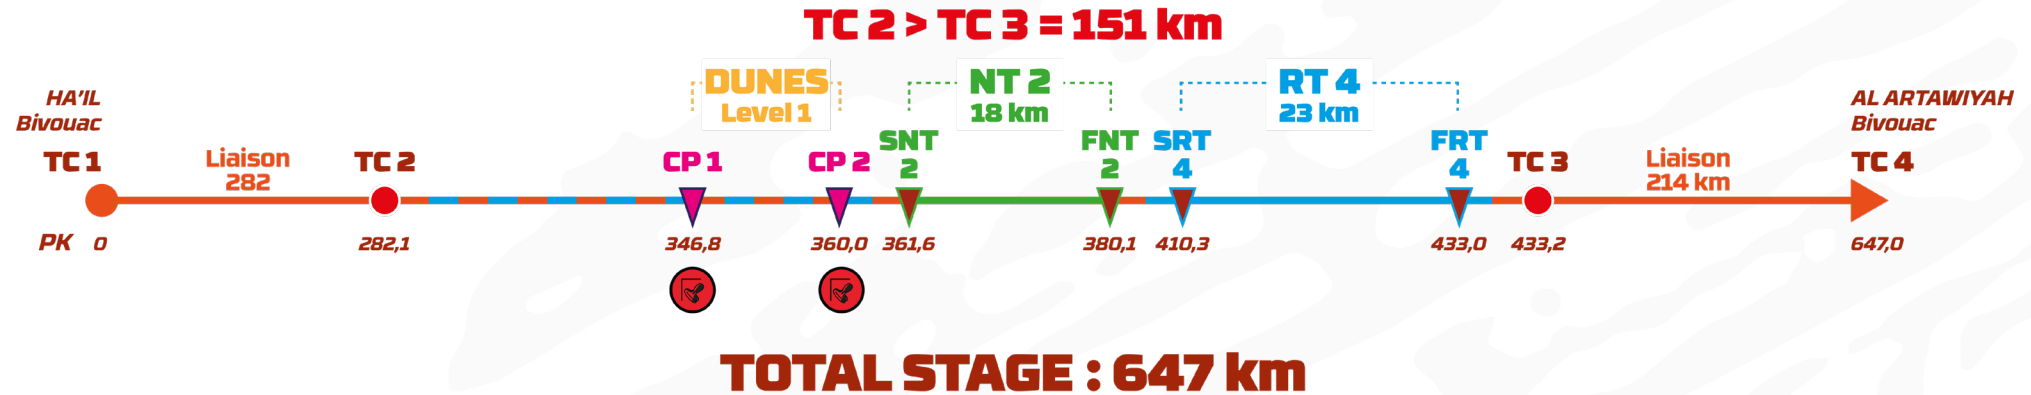 TC 2 > TC 3 = 151 km
DUNES
Level 1
NT 2
18 km
RT 4
23 km
HA'IL
Bivouac
AL ARTAWIYAH
Bivouac
TC 1
Liaison
282
TC 2
CP 1
CP 2
SNT
2
FNT
2
SRT
4
FRT
4
TC 3
Liaison
214 km
TC 4
PK 0 282,1 346,8 360,0 361,6 380,1 410,3 433,0 433,2 647,0
TOTAL STAGE : 647 km